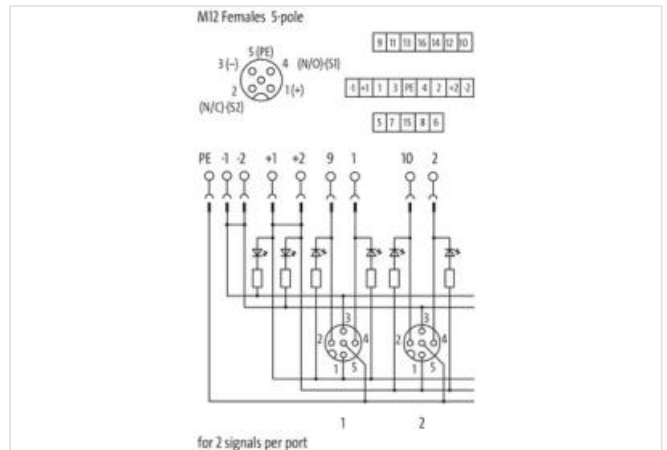 M12 Females 5-pole
5 (PE)
3 (–)
4 (N/O)-(S1)
2
1 (+)
(N/C)-(S2)
9 11 13 16 14 12 10
-1 +1 1 3 PE 4 2 +2 -2
5 7 15 8 6
PE -1 -2 +1 +2 9 1 10 2
3 3
2 4 2 4
1 5 1 5
1 2
for 2 signals per port